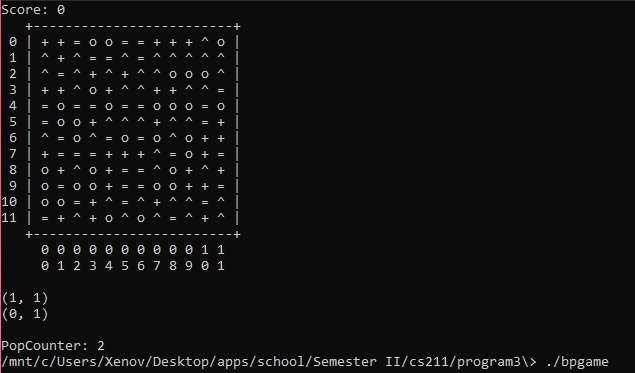 Score: 0
   +-------------------------+
 0 | + + = o o = = + + + ^ o |
 1 | ^ + ^ = = ^ = ^ ^ ^ ^ ^ |
 2 | ^ = ^ + ^ + ^ ^ o o o ^ |
 3 | + + ^ o + ^ ^ + + ^ ^ = |
 4 | = o = = o = = o o o = o |
 5 | = o o + ^ ^ ^ + ^ ^ = + |
 6 | ^ = o ^ = o = o ^ o + + |
 7 | + = = = + + + ^ = o + = |
 8 | o + ^ o + = = ^ o + ^ + |
 9 | o = o o + = = o o + + = |
10 | o o = + ^ = ^ + ^ ^ = ^ |
11 | = + ^ + o ^ o ^ = ^ + ^ |
   +-------------------------+
     0 0 0 0 0 0 0 0 0 0 1 1
     0 1 2 3 4 5 6 7 8 9 0 1

(1, 1)
(0, 1)

PopCounter: 2
/mnt/c/Users/Xenov/Desktop/apps/school/Semester II/cs211/program3\> ./bpgame